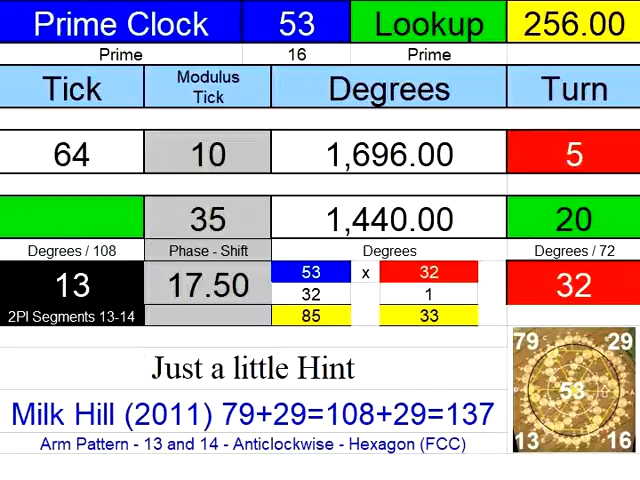 Prime Clock 53 Lookup 256.00
Prime 16 Prime
Tick Modulus Tick Degrees Turn
64 10 1,696.00 5
35 1,440.00 20
Degrees / 108 Phase - Shift Degrees Degrees / 72
13 17.50 53 x 32 32
32 1
2PI Segments 13-14 85 33
Just a little Hint
79 29
53
Milk Hill (2011) 79+29=108+29=137
13 16
Arm Pattern - 13 and 14 - Anticlockwise - Hexagon (FCC)